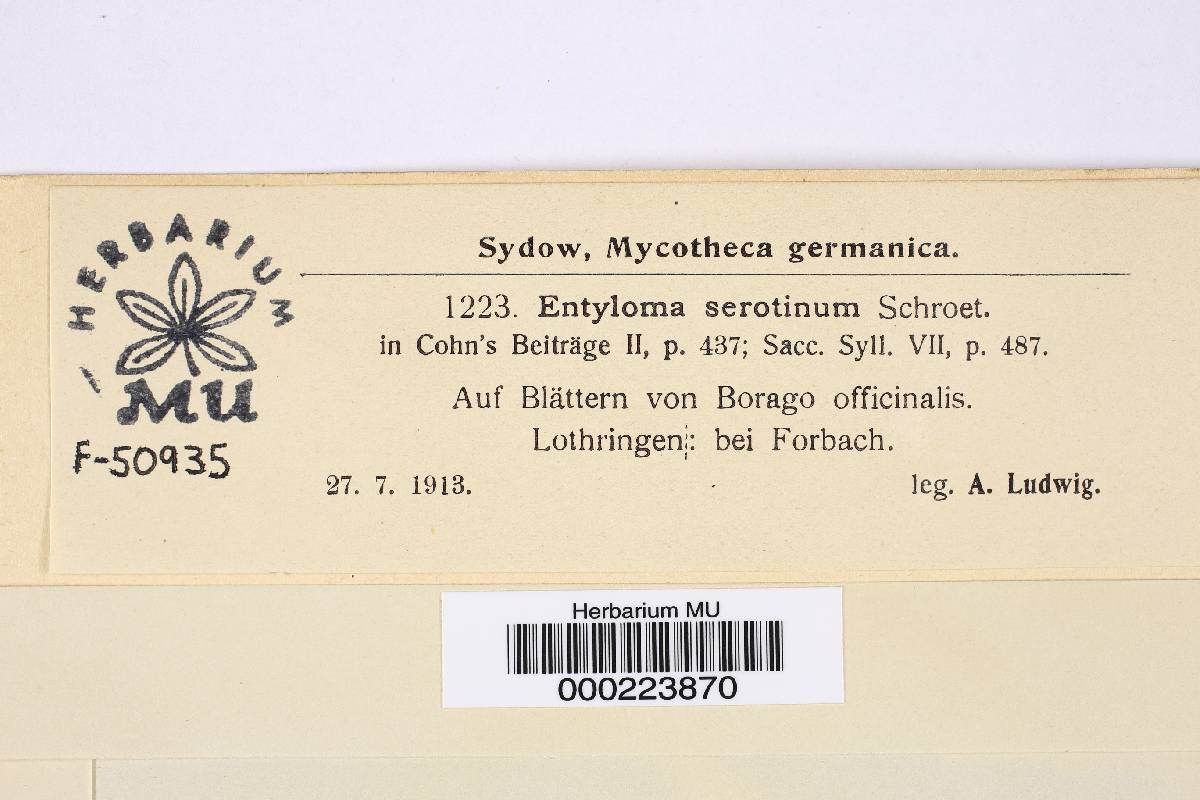 HERBARIUM
MU
F-50935
Sydow, Mycotheca germanica.
1223. Entyloma serotinum Schroet.
in Cohn's Beiträge II, p. 437; Sacc. Syll. VII, p. 487.
Auf Blättern von Borago officinalis.
Lothringen: bei Forbach.
27. 7. 1913.
leg. A. Ludwig.
Herbarium MU
000223870